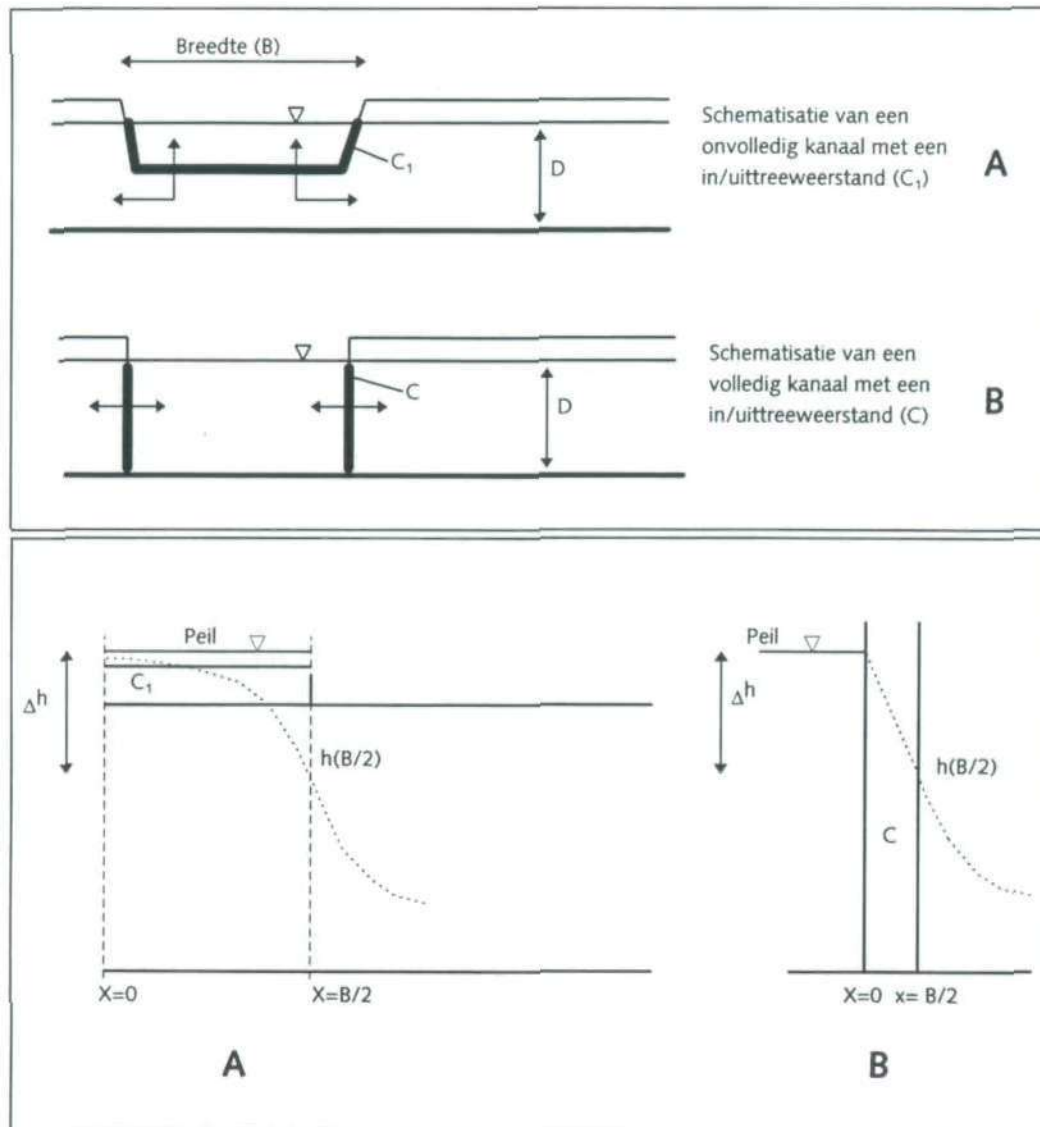 Breedte (B)
C₁
D
Schematisatie van een
onvolledig kanaal met een
in/uittreeweerstand (C₁)
A
C
D
Schematisatie van een
volledig kanaal met een
in/uittreeweerstand (C)
B
Peil
C₁
Δh
h(B/2)
X=0
X=B/2
A
Peil
Δh
h(B/2)
C
X=0
x= B/2
B